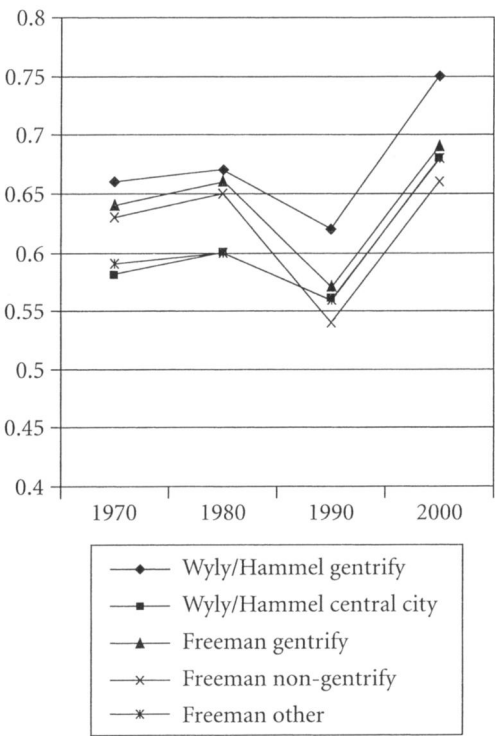 0.8
0.75
0.7
0.65
0.6
0.55
0.5
0.45
0.4
1970 1980 1990 2000
Wyly/Hammel gentrify
Wyly/Hammel central city
Freeman gentrify
Freeman non-gentrify
Freeman other